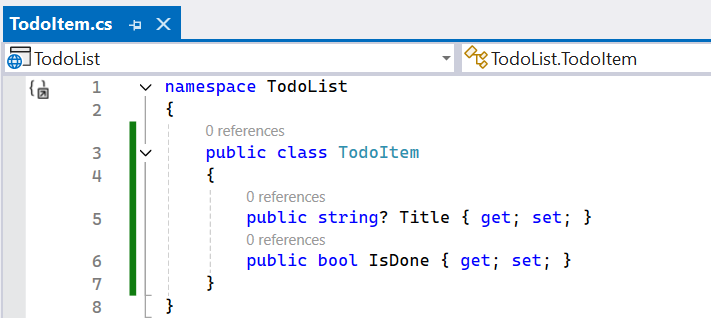 TodoItem.cs
TodoList TodoList.TodoItem
1 namespace TodoList
2 {
0 references
3 public class TodoItem
4 {
0 references
5 public string? Title { get; set; }
0 references
6 public bool IsDone { get; set; }
7 }
8 }